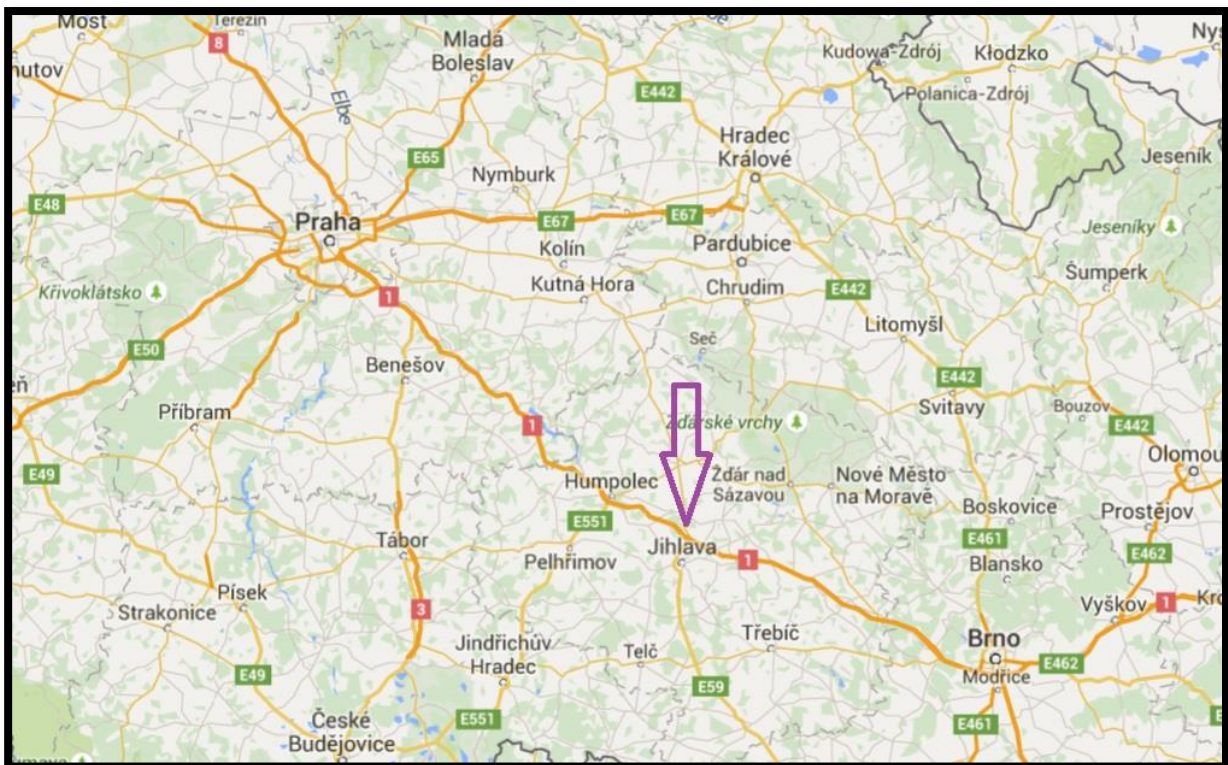 Most
Terezín
8
Mladá
Boleslav
Kudowa-Zdrój
Kłodzko
Elbe
E442
Polanica-Zdrój
Hradec
Králové
E65
Nymburk
Jeseník
E48
Praha
E67
E67
Kolín
Pardubice
Jeseníky
Křivoklátsko
1
Kutná Hora
Chrudim
E442
Šumperk
Litomyšl
E50
Seč
Benešov
E442
Příbram
1
Žďárské vrchy
Svitavy
Bouzov
E442
E49
Humpolec
Žďár nad
Sázavou
Nové Město
na Moravě
Olomou
E551
Boskovice
Prostějov
Tábor
Jihlava
E461
Pelhřimov
1
Blansko
E462
Písek
Strakonice
3
Vyškov
1
Jindřichův
Hradec
Telč
Třebíč
Brno
E462
E49
E59
Modřice
České
Budějovice
E551
E461